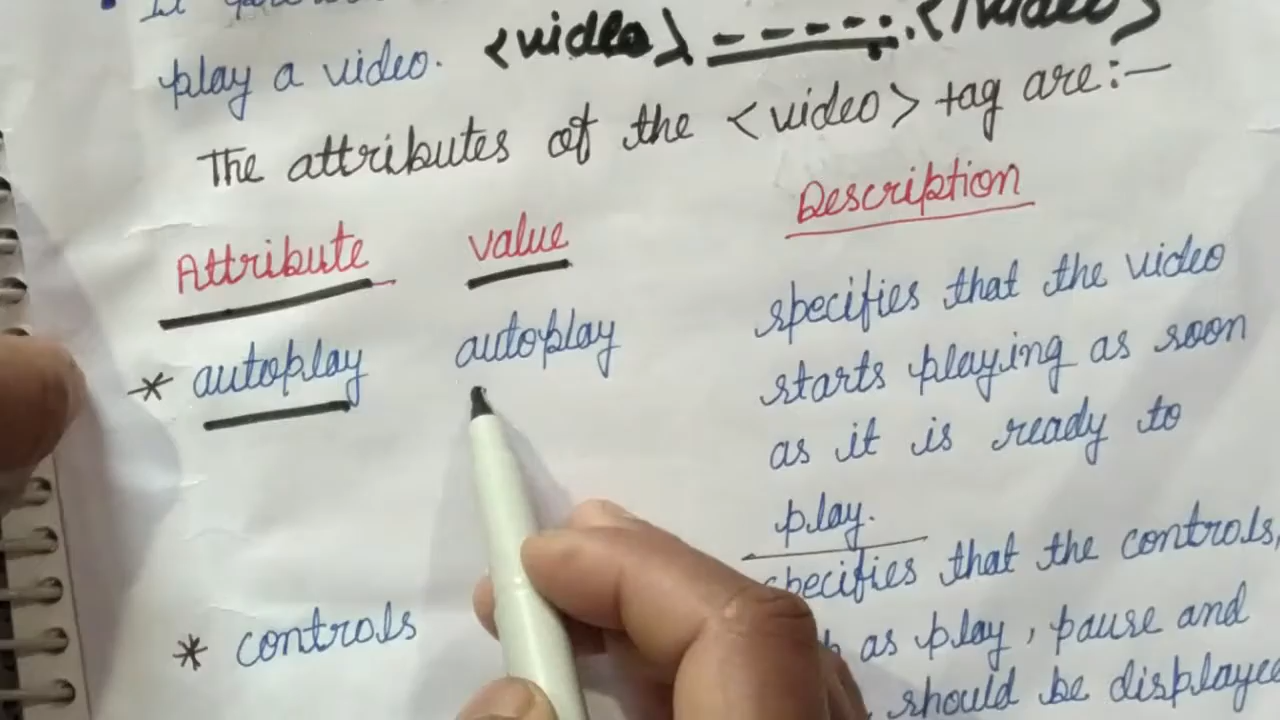 play a video. <video> -----. </video>
The attributes of the <video> tag are:-
Attribute value Description
* autoplay autoplay specifies that the video
starts playing as soon
as it is ready to
play.
* controls specifies that the controls,
as play, pause and
should be displayed